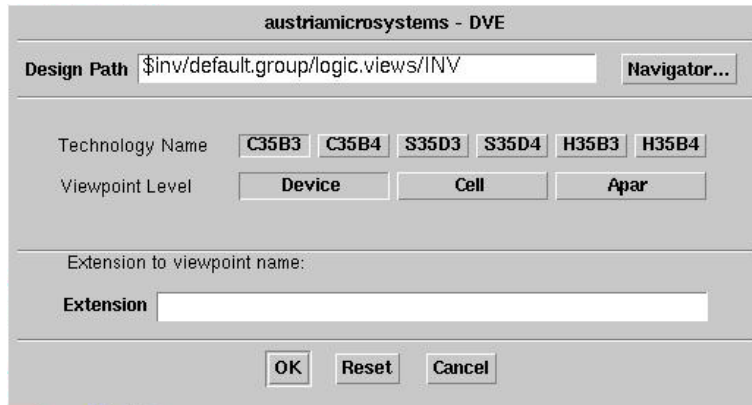 austriamicrosystems - DVE
Design Path $inv/default.group/logic.views/INV Navigator...
Technology Name C35B3 C35B4 S35D3 S35D4 H35B3 H35B4
Viewpoint Level Device Cell Apar
Extension to viewpoint name:
Extension
OK Reset Cancel